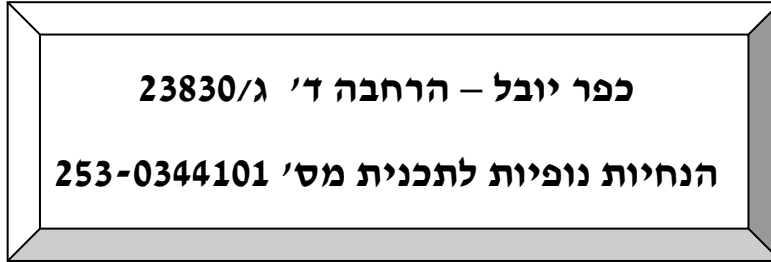 כפר יובל – הרחבה ד' ג/23830
הנחיות נופיות לתכנית מס' 253-0344101